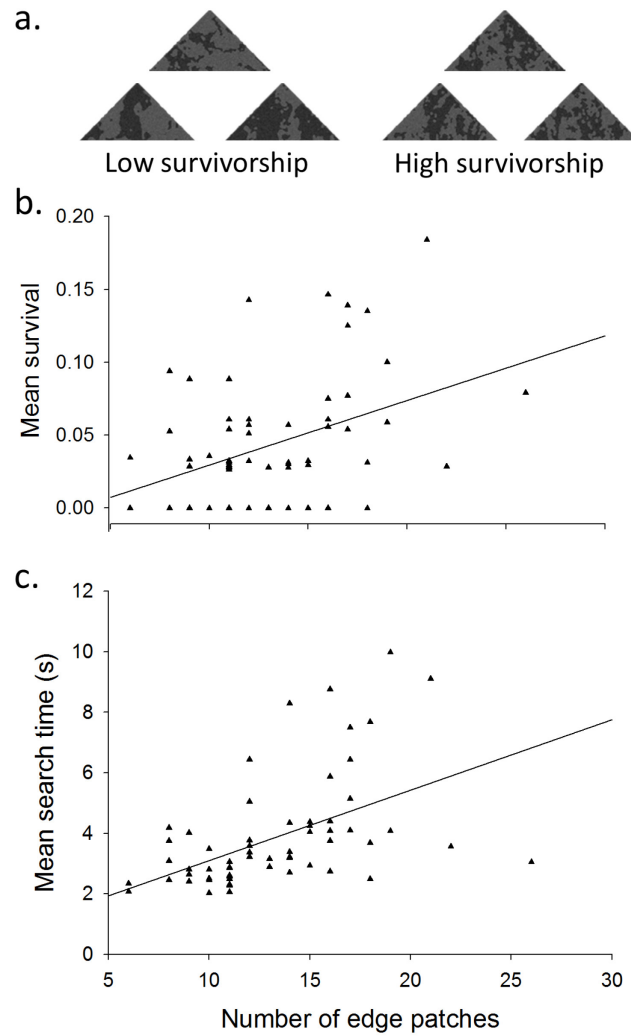 a.
Low survivorship
High survivorship
b.
0.20
0.15
0.10
0.05
0.00
Mean survival
c.
12
10
8
6
4
2
0
Mean search time (s)
5 10 15 20 25 30
Number of edge patches